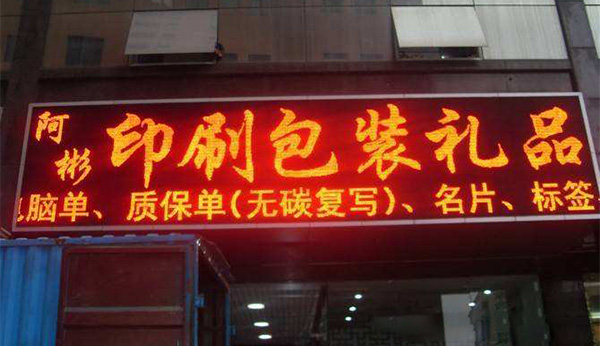 阿彬
印刷包装礼品
脑单、质保单(无碳复写)、名片、标签